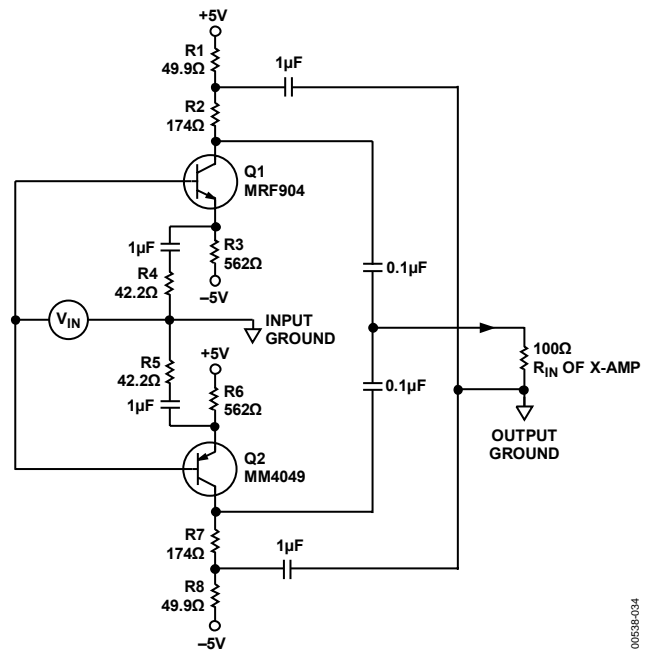 +5V
R1
49.9Ω
1µF
R2
174Ω
Q1
MRF904
1µF
R3
562Ω
R4
42.2Ω
–5V
0.1µF
VIN
INPUT
GROUND
+5V
100Ω
RIN OF X-AMP
R5
42.2Ω
R6
562Ω
1µF
0.1µF
OUTPUT
GROUND
Q2
MM4049
R7
174Ω
1µF
R8
49.9Ω
–5V
00538-034